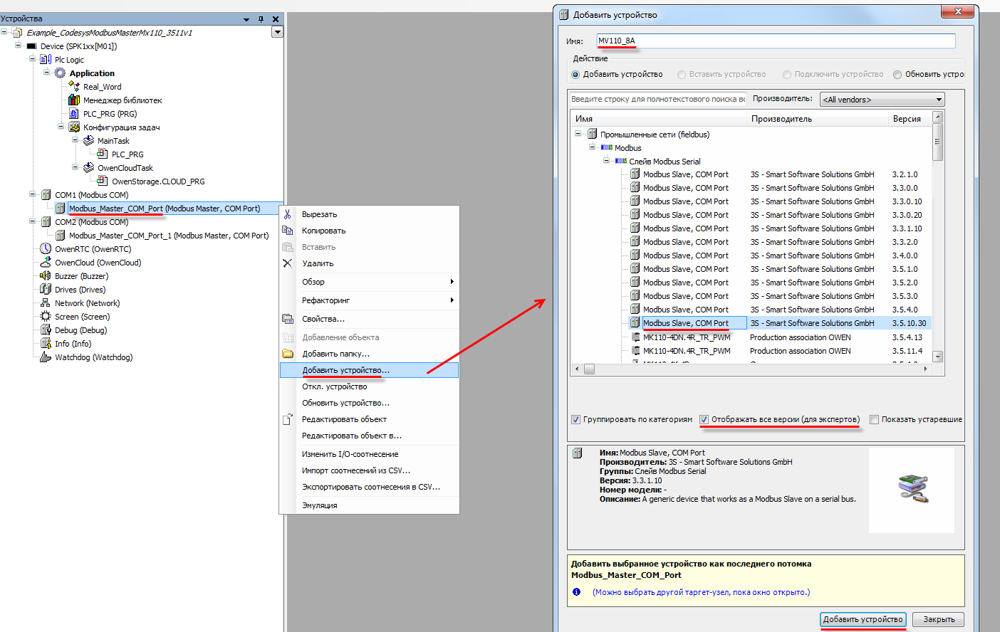 Устройства
Example_CodesysModbusMasterMx110_3511v1
Device (SPK1xx[M01])
Plc Logic
Application
Real_Word
Менеджер библиотек
PLC_PRG (PRG)
Конфигурация задач
MainTask
PLC_PRG
OwenCloudTask
OwenStorage.CLOUD_PRG
COM1 (Modbus COM)
Modbus_Master_COM_Port (Modbus Master, COM Port)
COM2 (Modbus COM)
Modbus_Master_COM_Port_1 (Modbus Master, COM Port)
OwenRTC (OwenRTC)
OwenCloud (OwenCloud)
Buzzer (Buzzer)
Drives (Drives)
Network (Network)
Screen (Screen)
Debug (Debug)
Info (Info)
Watchdog (Watchdog)
Вырезать
Копировать
Вставить
Удалить
Обзор
Рефакторинг
Свойства...
Добавление объекта
Добавить папку...
Добавить устройство...
Откл. устройство
Обновить устройство...
Редактировать объект
Редактировать объект в...
Изменить I/O-соотнесение
Импорт соотнесений из CSV...
Экспортировать соотнесения в CSV...
Эмуляция
Добавить устройство
Имя: MV110_8A
Действие
Добавить устройство Вставить устройство Подключить устройство Обновить устро
Введите строку для полнотекстового поиска вс Производитель: <All vendors>
Имя Производитель Версия
Промышленные сети (fieldbus)
Modbus
Слейв Modbus Serial
Modbus Slave, COM Port 3S - Smart Software Solutions GmbH 3.2.1.0
Modbus Slave, COM Port 3S - Smart Software Solutions GmbH 3.3.0.0
Modbus Slave, COM Port 3S - Smart Software Solutions GmbH 3.3.0.10
Modbus Slave, COM Port 3S - Smart Software Solutions GmbH 3.3.0.20
Modbus Slave, COM Port 3S - Smart Software Solutions GmbH 3.3.1.10
Modbus Slave, COM Port 3S - Smart Software Solutions GmbH 3.3.2.0
Modbus Slave, COM Port 3S - Smart Software Solutions GmbH 3.4.0.0
Modbus Slave, COM Port 3S - Smart Software Solutions GmbH 3.5.1.0
Modbus Slave, COM Port 3S - Smart Software Solutions GmbH 3.5.2.0
Modbus Slave, COM Port 3S - Smart Software Solutions GmbH 3.5.3.0
Modbus Slave, COM Port 3S - Smart Software Solutions GmbH 3.5.4.0
Modbus Slave, COM Port 3S - Smart Software Solutions GmbH 3.5.10.30
MK110-4DN.4R_TR_PWM Production association OWEN 3.5.4.13
MK110-4DN.4R_TR_PWM Production association OWEN 3.5.11.4
Группировать по категориям Отображать все версии (для экспертов) Показать устаревшие
Имя: Modbus Slave, COM Port
Производитель: 3S - Smart Software Solutions GmbH
Группы: Слейв Modbus Serial
Версия: 3.3.1.10
Номер модели: -
Описание: A generic device that works as a Modbus Slave on a serial bus.
Добавить выбранное устройство как последнего потомка
Modbus_Master_COM_Port
(Можно выбрать другой таргет-узел, пока окно открыто.)
Добавить устройство Закрыть